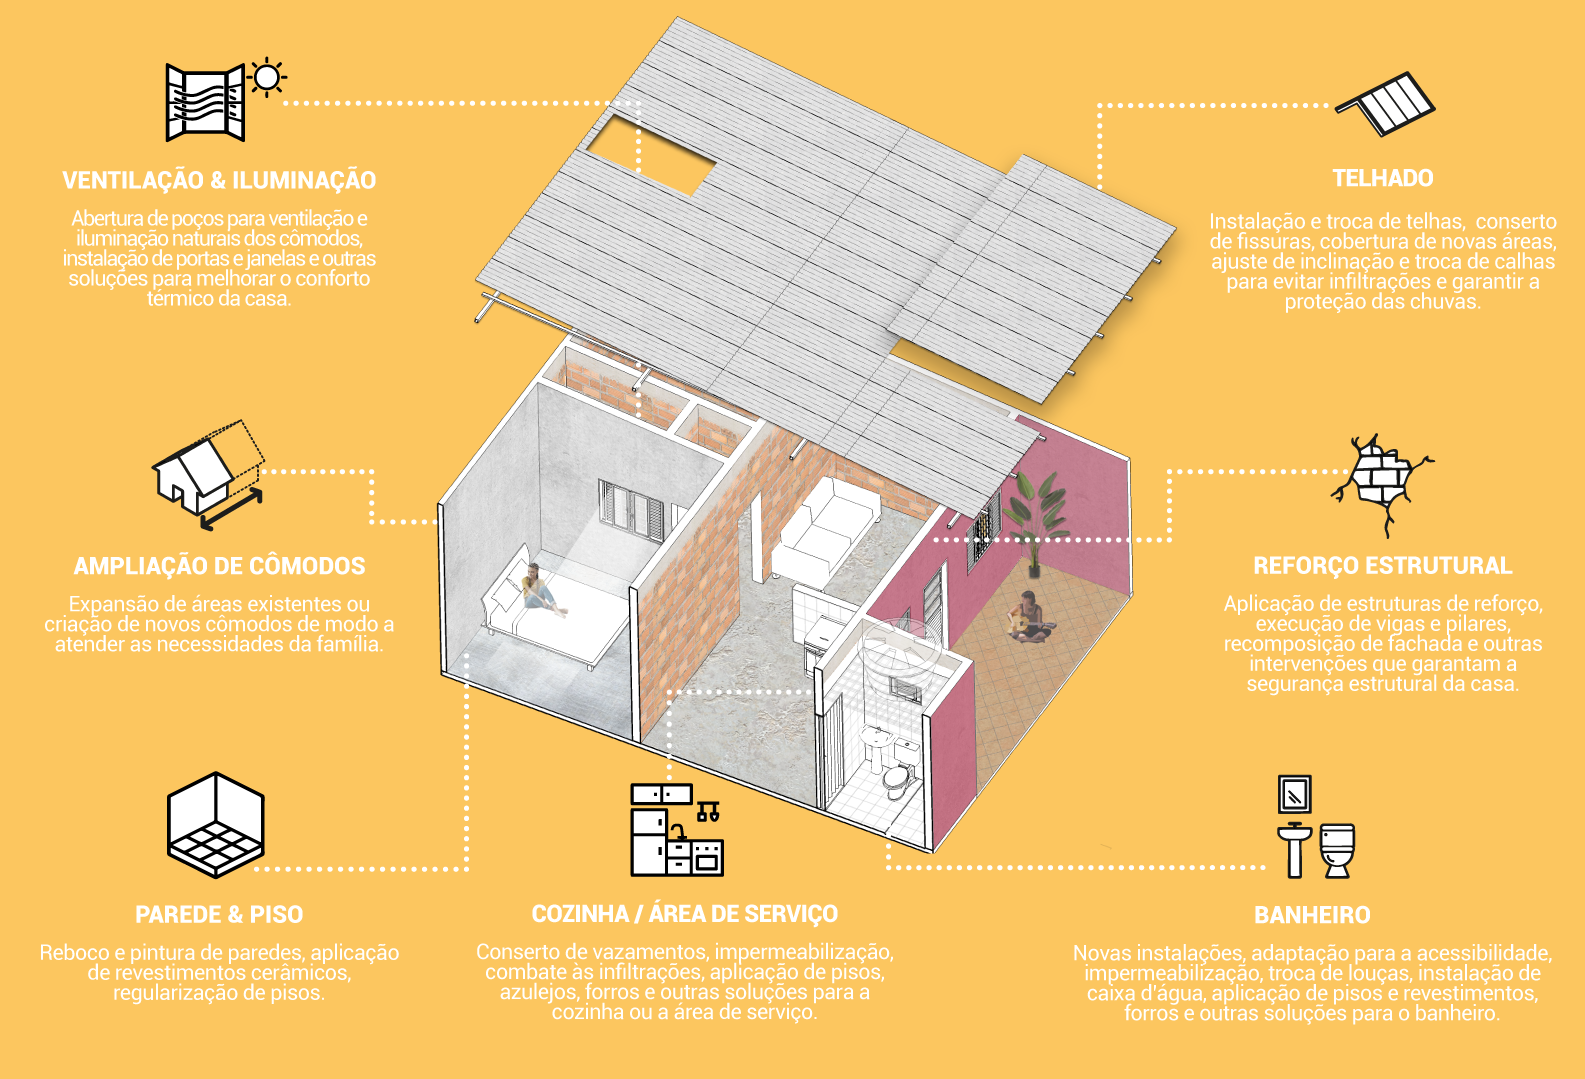 VENTILAÇÃO & ILUMINAÇÃO
Abertura de poços para ventilação e
iluminação naturais dos cômodos,
instalação de portas e janelas e outras
soluções para melhorar o conforto
térmico da casa.
TELHADO
Instalação e troca de telhas, conserto
de fissuras, cobertura de novas áreas,
ajuste de inclinação e troca de calhas
para evitar infiltrações e garantir a
proteção das chuvas.
AMPLIAÇÃO DE CÔMODOS
Expansão de áreas existentes ou
criação de novos cômodos de modo a
atender as necessidades da família.
REFORÇO ESTRUTURAL
Aplicação de estruturas de reforço,
execução de vigas e pilares,
recomposição de fachada e outras
intervenções que garantam a
segurança estrutural da casa.
PAREDE & PISO
Reboco e pintura de paredes, aplicação
de revestimentos cerâmicos,
regularização de pisos.
COZINHA / ÁREA DE SERVIÇO
Conserto de vazamentos, impermeabilização,
combate às infiltrações, aplicação de pisos,
azulejos, forros e outras soluções para a
cozinha ou a área de serviço.
BANHEIRO
Novas instalações, adaptação para a acessibilidade,
impermeabilização, troca de louças, instalação de
caixa d'água, aplicação de pisos e revestimentos,
forros e outras soluções para o banheiro.